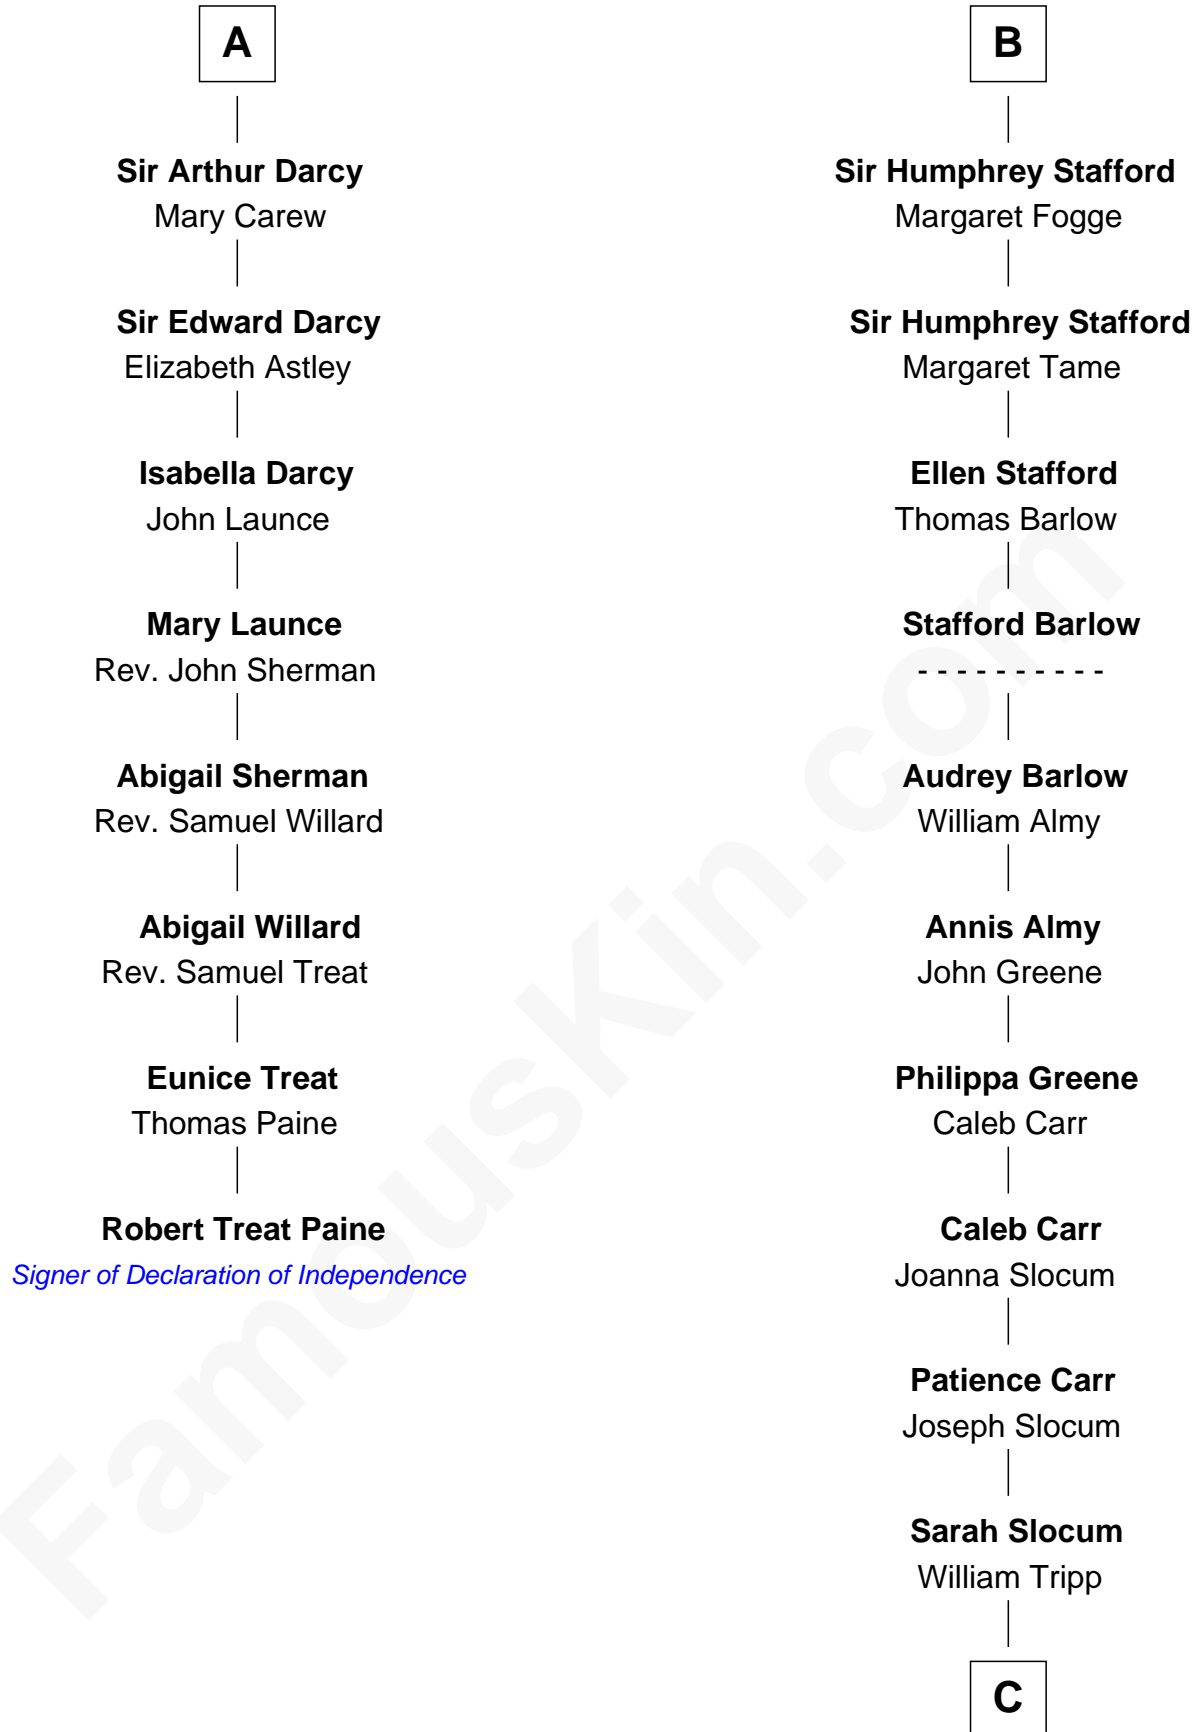 A
Sir Arthur Darcy
Mary Carew
Sir Edward Darcy
Elizabeth Astley
Isabella Darcy
John Launce
Mary Launce
Rev. John Sherman
Abigail Sherman
Rev. Samuel Willard
Abigail Willard
Rev. Samuel Treat
Eunice Treat
Thomas Paine
Robert Treat Paine
Signer of Declaration of Independence
B
Sir Humphrey Stafford
Margaret Fogge
Sir Humphrey Stafford
Margaret Tame
Ellen Stafford
Thomas Barlow
Stafford Barlow
- - - - - - - - - -
Audrey Barlow
William Almy
Annis Almy
John Greene
Philippa Greene
Caleb Carr
Caleb Carr
Joanna Slocum
Patience Carr
Joseph Slocum
Sarah Slocum
William Tripp
C
FamousKin.com